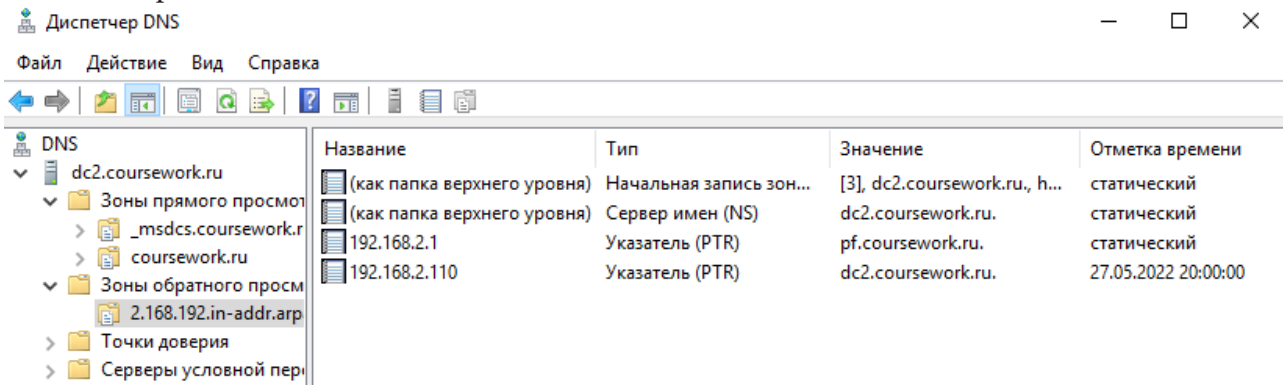 Диспетчер DNS
Файл Действие Вид Справка
DNS
dc2.coursework.ru
Зоны прямого просмот
_msdcs.coursework.r
coursework.ru
Зоны обратного просм
2.168.192.in-addr.arp
Точки доверия
Серверы условной пер
Название Тип Значение Отметка времени
(как папка верхнего уровня) Начальная запись зон... [3], dc2.coursework.ru., h... статический
(как папка верхнего уровня) Сервер имен (NS) dc2.coursework.ru. статический
192.168.2.1 Указатель (PTR) pf.coursework.ru. статический
192.168.2.110 Указатель (PTR) dc2.coursework.ru. 27.05.2022 20:00:00